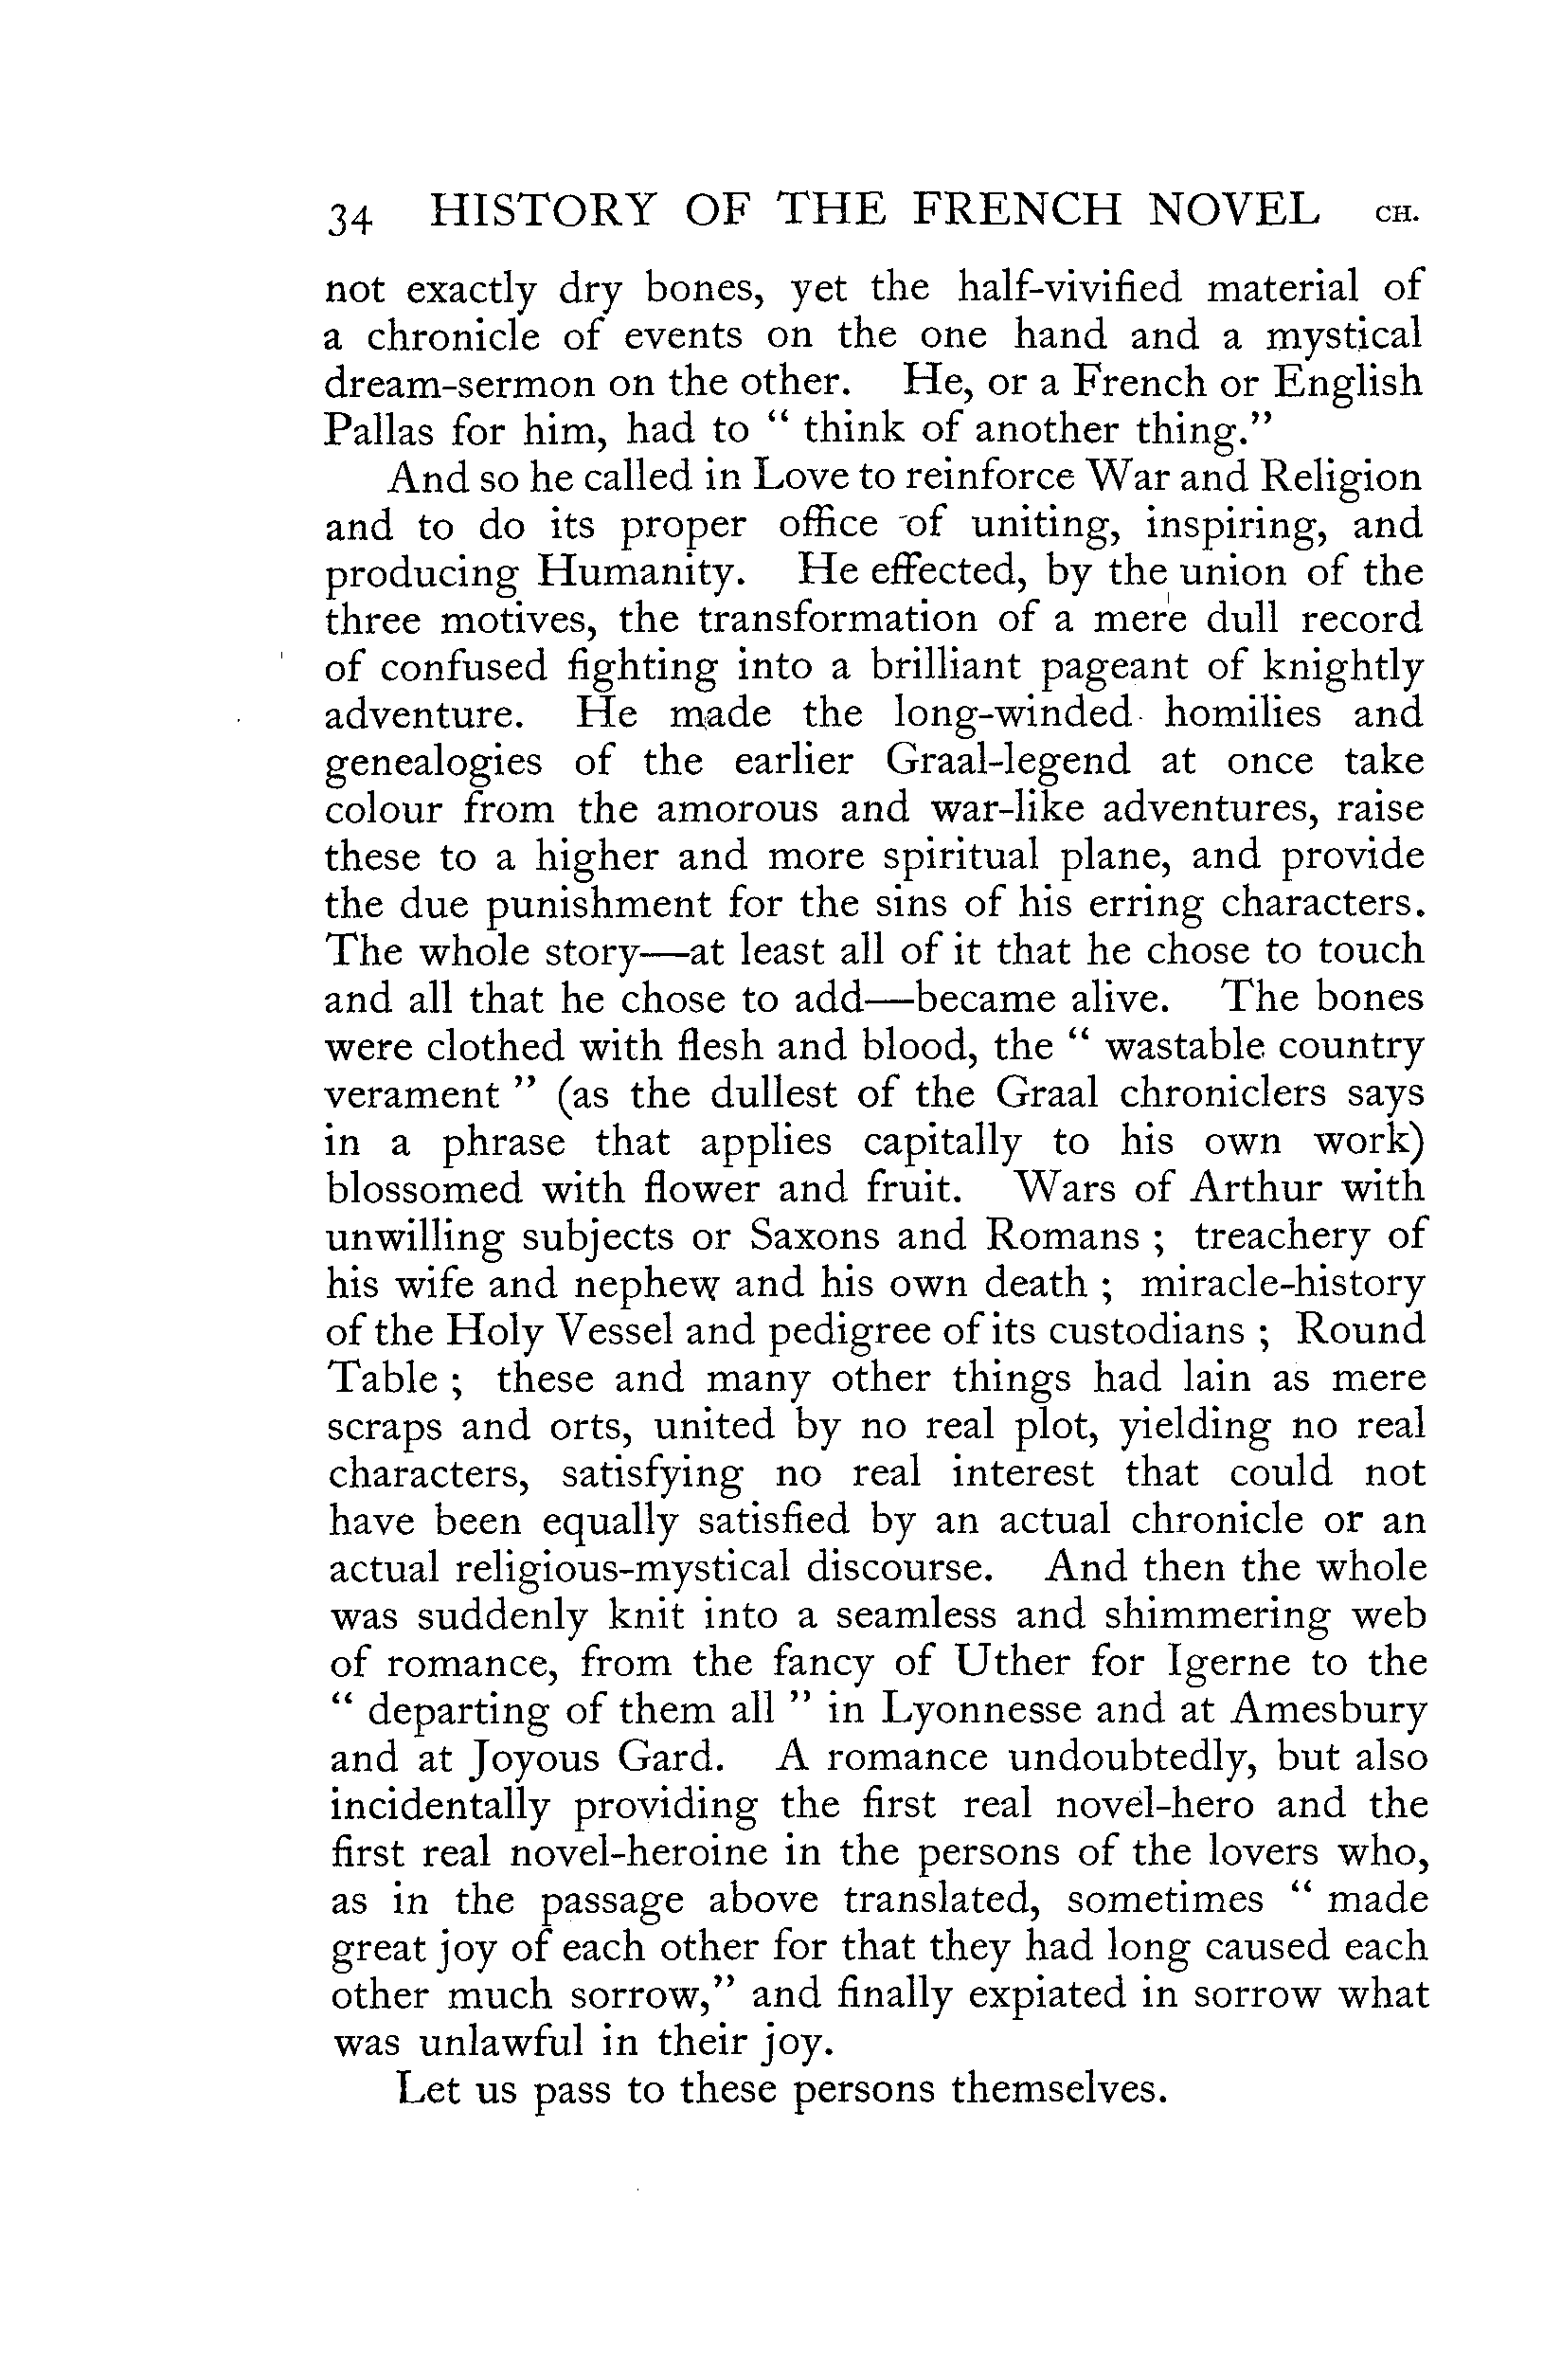 34 HISTORY OF THE FRENCH NOVEL CH.
not exactly dry bones, yet the half-vivified material of
a chronicle of events on the one hand and a mystical
dream-sermon on the other. He, or a French or English
Pallas for him, had to “ think of another thing.”
And so he called in Love to reinforce War and Religion
and to do its proper office of uniting, inspiring, and
producing Humanity. He effected, by the union of the
three motives, the transformation of a mere dull record
of confused fighting into a brilliant pageant of knightly
adventure. He made the long-winded homilies and
genealogies of the earlier Graal-legend at once take
colour from the amorous and war-like adventures, raise
these to a higher and more spiritual plane, and provide
the due punishment for the sins of his erring characters.
The whole story—at least all of it that he chose to touch
and all that he chose to add—became alive. The bones
were clothed with flesh and blood, the “ wastable country
verament ” (as the dullest of the Graal chroniclers says
in a phrase that applies capitally to his own work)
blossomed with flower and fruit. Wars of Arthur with
unwilling subjects or Saxons and Romans ; treachery of
his wife and nephew and his own death ; miracle-history
of the Holy Vessel and pedigree of its custodians ; Round
Table ; these and many other things had lain as mere
scraps and orts, united by no real plot, yielding no real
characters, satisfying no real interest that could not
have been equally satisfied by an actual chronicle or an
actual religious-mystical discourse. And then the whole
was suddenly knit into a seamless and shimmering web
of romance, from the fancy of Uther for Igerne to the
“ departing of them all ” in Lyonnesse and at Amesbury
and at Joyous Gard. A romance undoubtedly, but also
incidentally providing the first real novel-hero and the
first real novel-heroine in the persons of the lovers who,
as in the passage above translated, sometimes “ made
great joy of each other for that they had long caused each
other much sorrow,” and finally expiated in sorrow what
was unlawful in their joy.
Let us pass to these persons themselves.